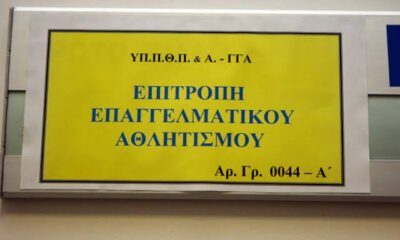 ΥΠ.Π.Θ.Π. & Α. - ΓΓΑ
ΕΠΙΤΡΟΠΗ
ΕΠΑΓΓΕΛΜΑΤΙΚΟΥ
ΑΘΛΗΤΙΣΜΟΥ
Αρ. Γρ. 0044 – Α΄